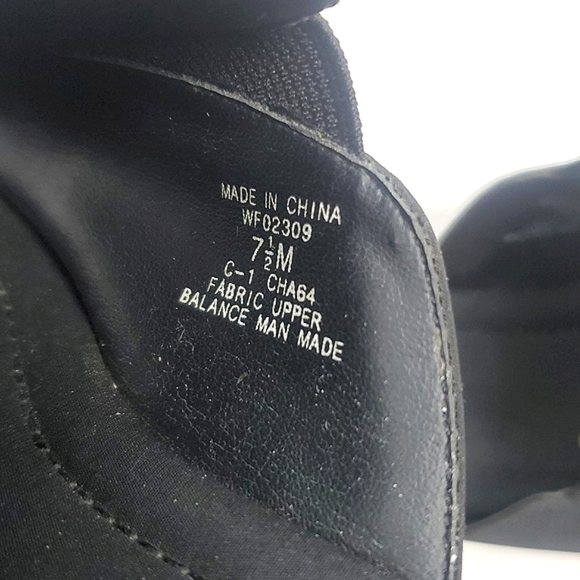 MADE IN CHINA
WF02309
7½M
C-1 CHA64
FABRIC UPPER
BALANCE MAN MADE